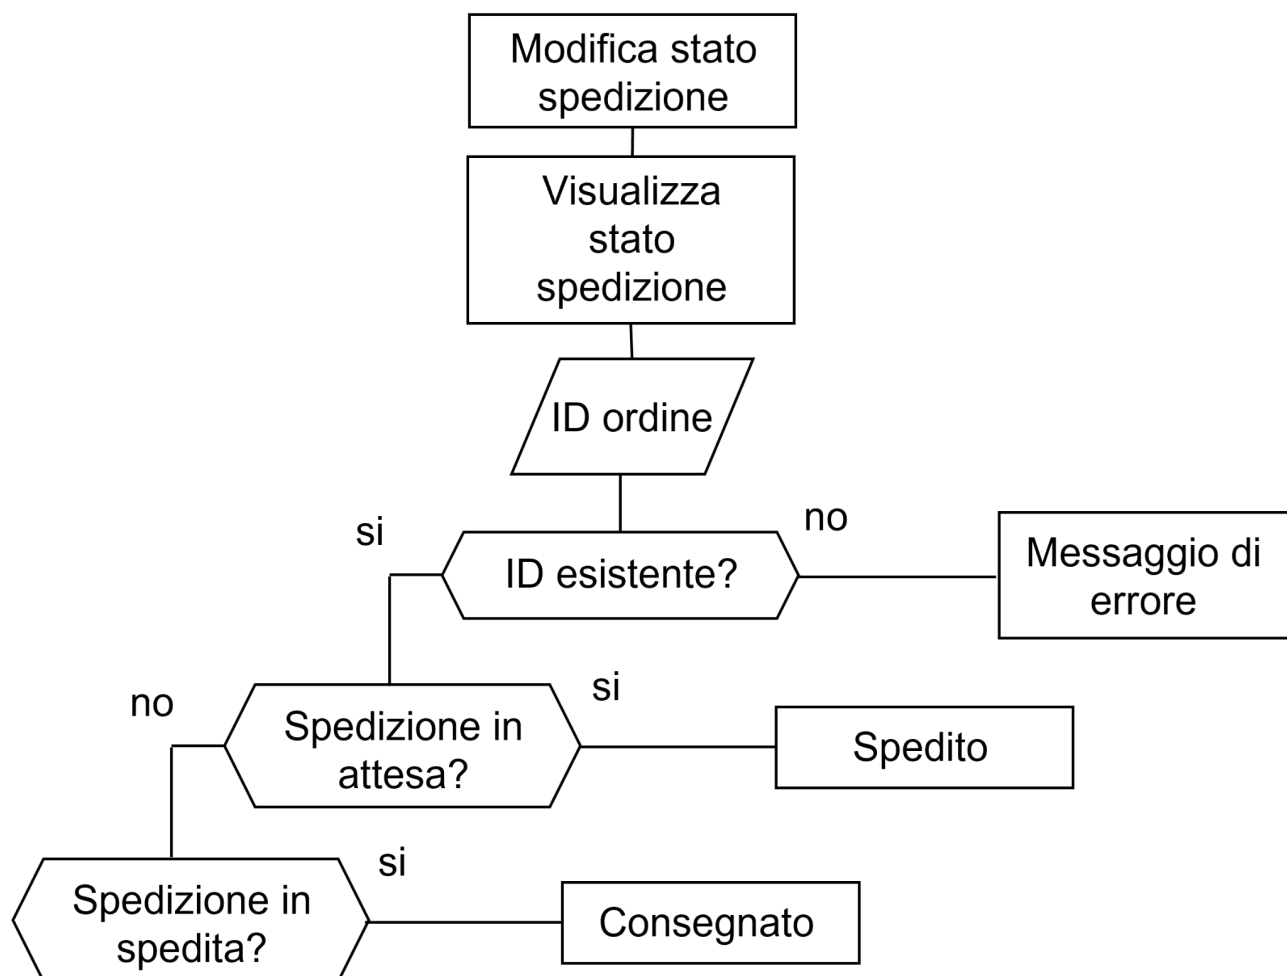 Modifica stato
spedizione
Visualizza
stato
spedizione
ID ordine
si
no
ID esistente?
Messaggio di
errore
no
si
Spedizione in
attesa?
Spedito
si
Spedizione in
spedita?
Consegnato